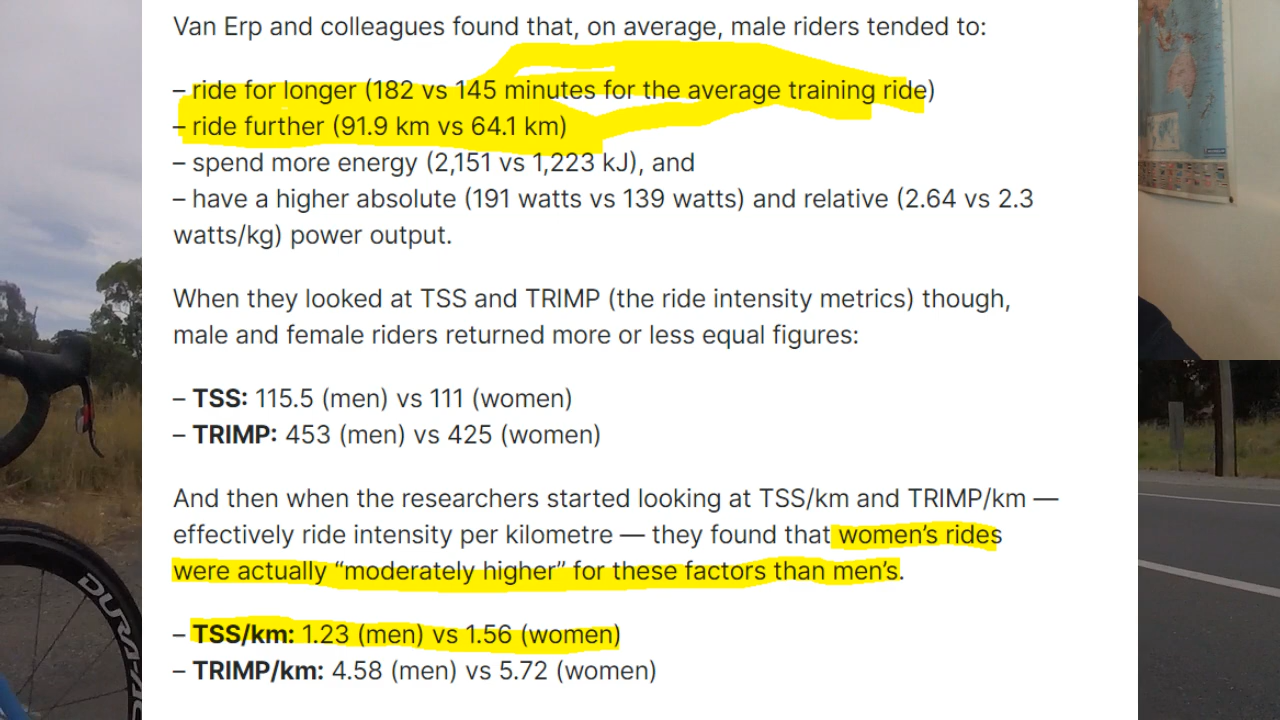 Van Erp and colleagues found that, on average, male riders tended to:
– ride for longer (182 vs 145 minutes for the average training ride)
– ride further (91.9 km vs 64.1 km)
– spend more energy (2,151 vs 1,223 kJ), and
– have a higher absolute (191 watts vs 139 watts) and relative (2.64 vs 2.3
watts/kg) power output.
When they looked at TSS and TRIMP (the ride intensity metrics) though,
male and female riders returned more or less equal figures:
– TSS: 115.5 (men) vs 111 (women)
– TRIMP: 453 (men) vs 425 (women)
And then when the researchers started looking at TSS/km and TRIMP/km —
effectively ride intensity per kilometre — they found that women’s rides
were actually “moderately higher” for these factors than men’s.
– TSS/km: 1.23 (men) vs 1.56 (women)
– TRIMP/km: 4.58 (men) vs 5.72 (women)
DURA-A